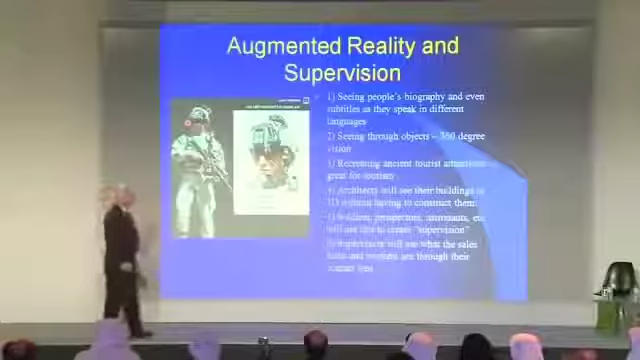 Augmented Reality and
Supervision
1) Seeing people's biography and even
subtitles as they speak in different
languages
2) Seeing through objects – 360 degree
vision
3) Recreating ancient tourist attractions
great for tourism
4) Architects will see their buildings in
3D without having to construct them
5) Soldiers, prospectors, astronauts, etc
will use this to create "supervision"
6) Supervisors will see what the sales
and workers are through their
contact lens